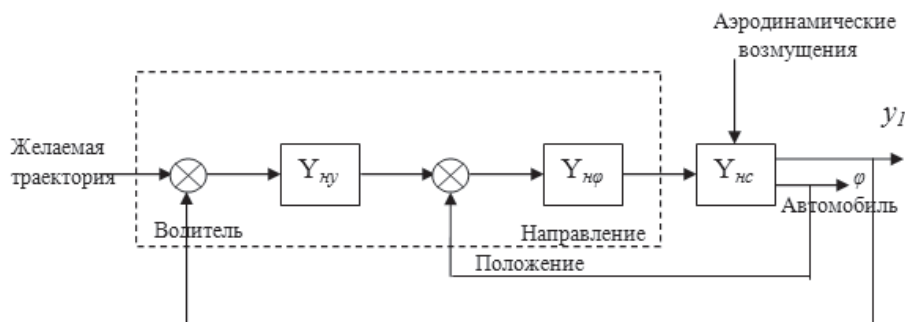 Аэродинамические
возмущения
y1
Желаемая
траектория
Yну
Yнφ
Yнс
φ
Автомобиль
Водитель
Направление
Положение